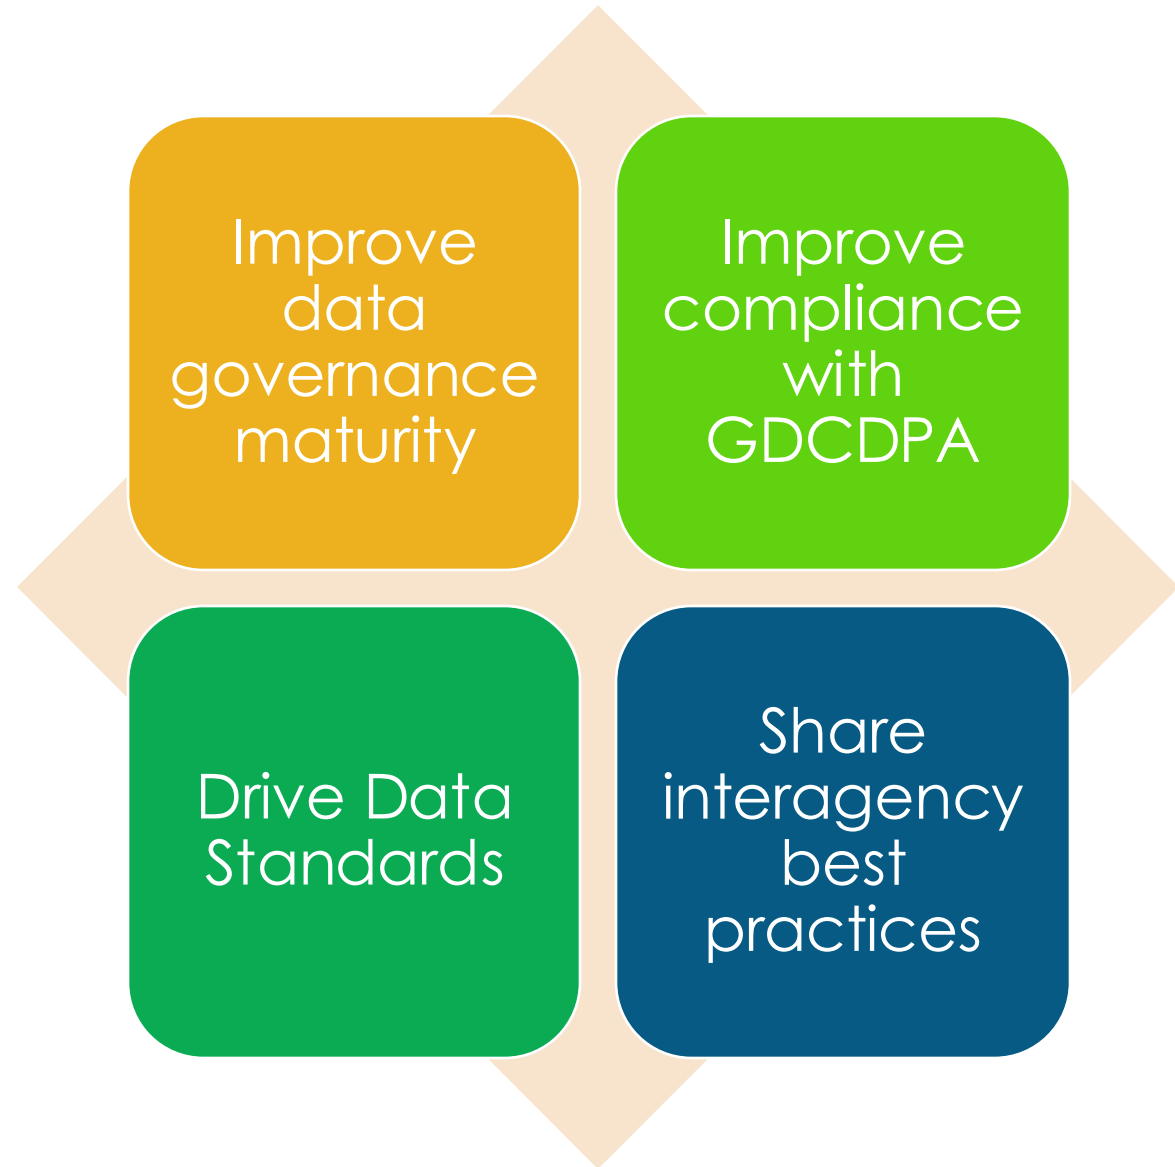 Improve
data
governance
maturity
Improve
compliance
with
GDCDPA
Drive Data
Standards
Share
interagency
best
practices